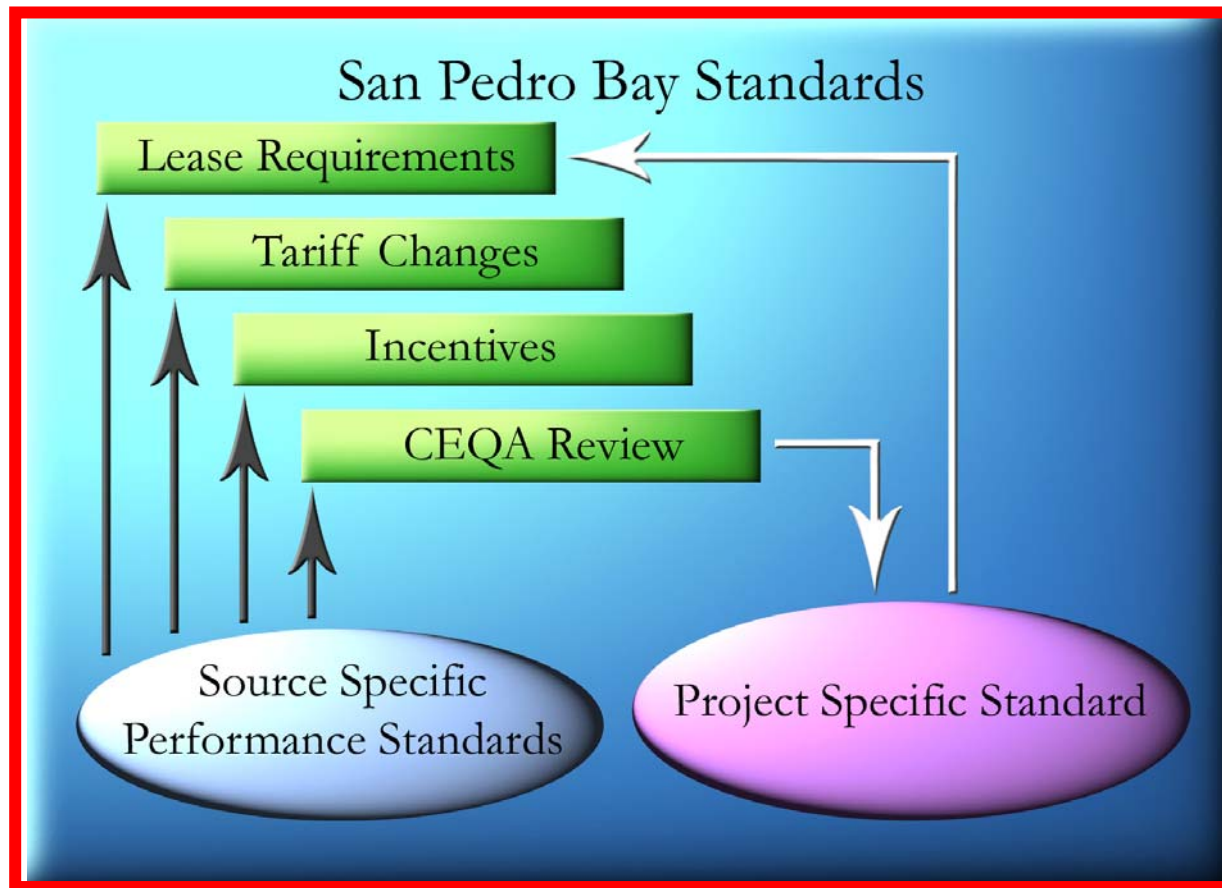 San Pedro Bay Standards
Lease Requirements
Tariff Changes
Incentives
CEQA Review
Source Specific
Performance Standards
Project Specific Standard